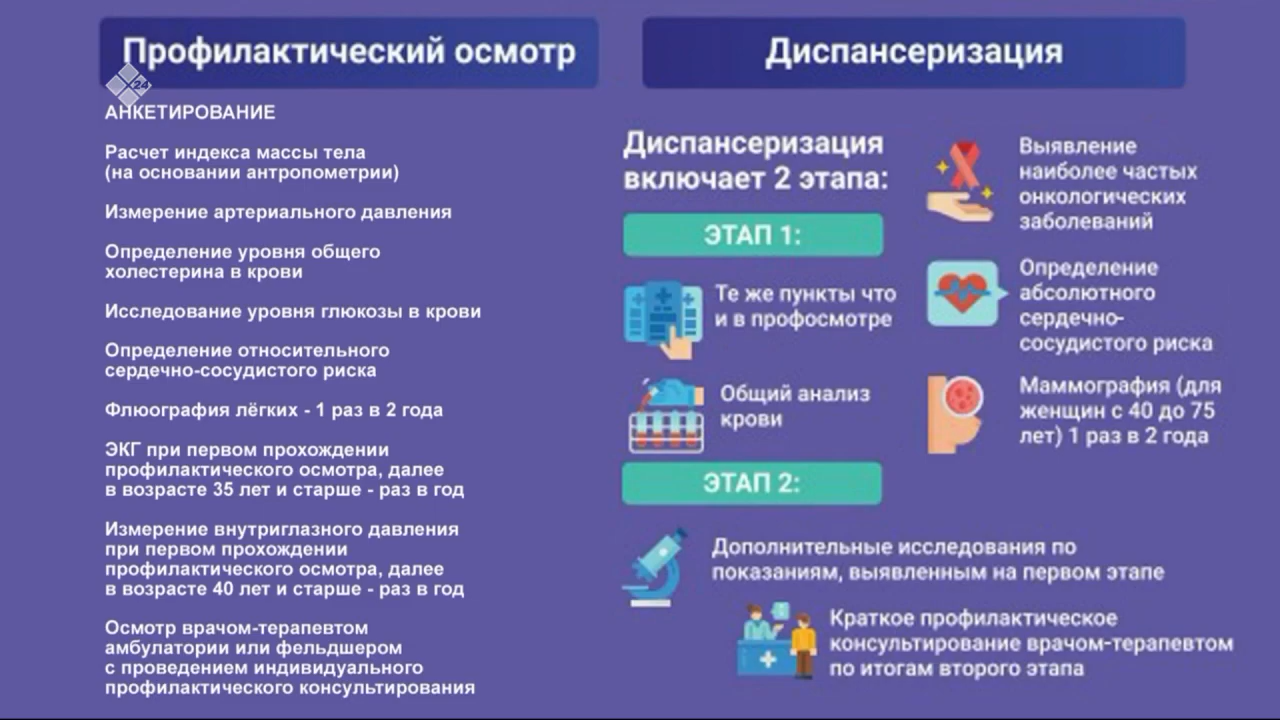 Профилактический осмотр
X24
АНКЕТИРОВАНИЕ
Расчет индекса массы тела
(на основании антропометрии)
Измерение артериального давления
Определение уровня общего
холестерина в крови
Исследование уровня глюкозы в крови
Определение относительного
сердечно-сосудистого риска
Флюография лёгких - 1 раз в 2 года
ЭКГ при первом прохождении
профилактического осмотра, далее
в возрасте 35 лет и старше - раз в год
Измерение внутриглазного давления
при первом прохождении
профилактического осмотра, далее
в возрасте 40 лет и старше - раз в год
Осмотр врачом-терапевтом
амбулатории или фельдшером
с проведением индивидуального
профилактического консультирования
Диспансеризация
Диспансеризация
включает 2 этапа:
ЭТАП 1:
Те же пункты что
и в профосмотре
Общий анализ
крови
Выявление
наиболее частых
онкологических
заболеваний
Определение
абсолютного
сердечно-
сосудистого риска
Маммография (для
женщин с 40 до 75
лет) 1 раз в 2 года
ЭТАП 2:
Дополнительные исследования по
показаниям, выявленным на первом этапе
Краткое профилактическое
консультирование врачом-терапевтом
по итогам второго этапа